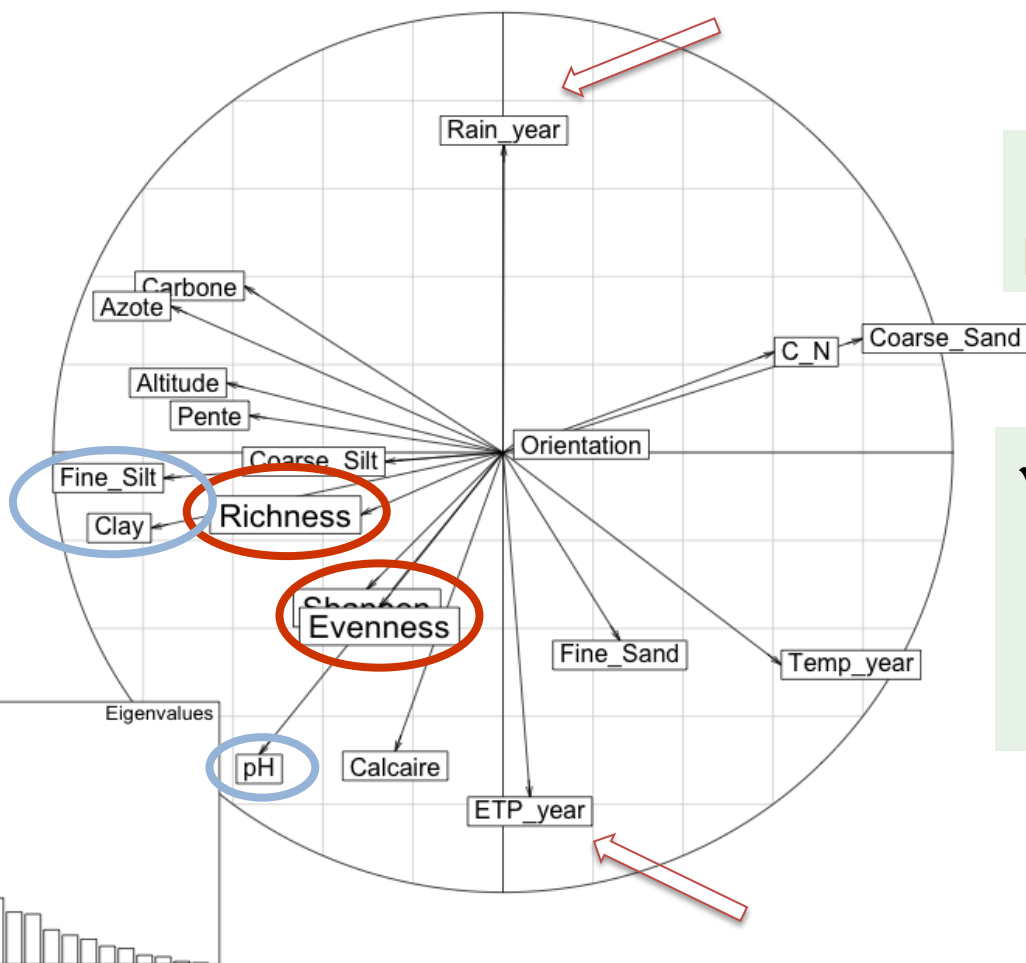 Rain_year
Carbone
Azote
C_N
Coarse_Sand
Altitude
Pente
Orientation
Coarse_Silt
Fine_Silt
Richness
Clay
Shannon
Evenness
Fine_Sand
Temp_year
Eigenvalues
pH
Calcaire
ETP_year